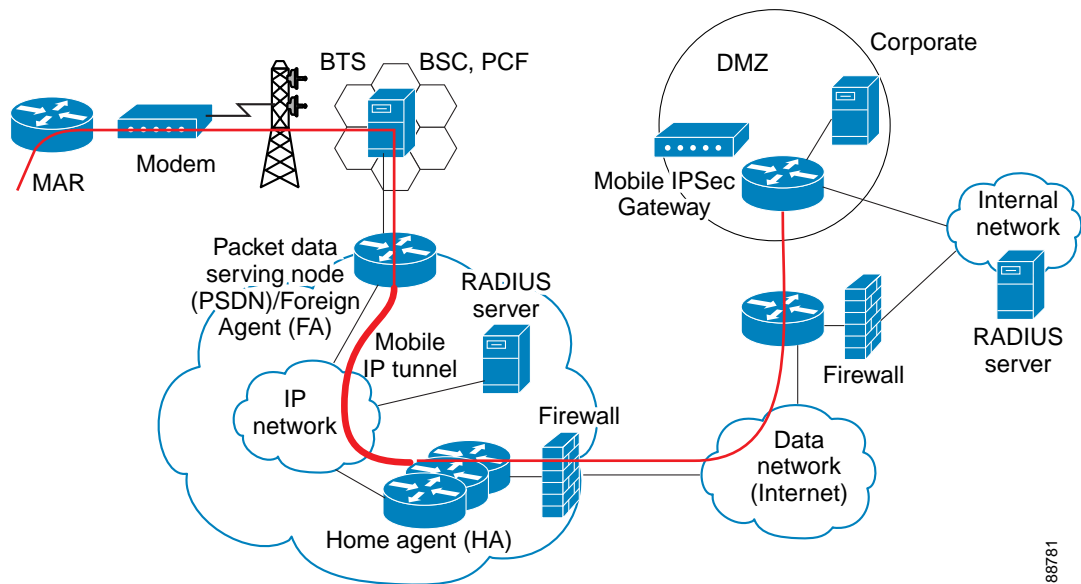 BTS
BSC, PCF
MAR
Modem
DMZ
Corporate
Mobile IPSec
Gateway
Internal
network
RADIUS
server
Packet data
serving node
(PSDN)/Foreign
Agent (FA)
RADIUS
server
Mobile
IP tunnel
IP
network
Firewall
Home agent (HA)
Firewall
Data
network
(Internet)
88781